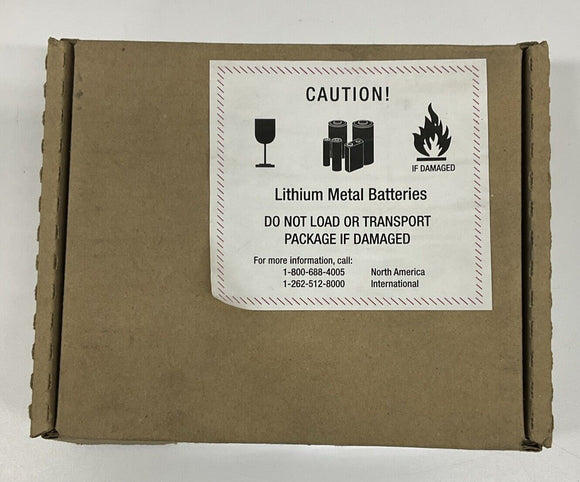 CAUTION!
IF DAMAGED
Lithium Metal Batteries
DO NOT LOAD OR TRANSPORT
PACKAGE IF DAMAGED
For more information, call:
1-800-688-4005 North America
1-262-512-8000 International